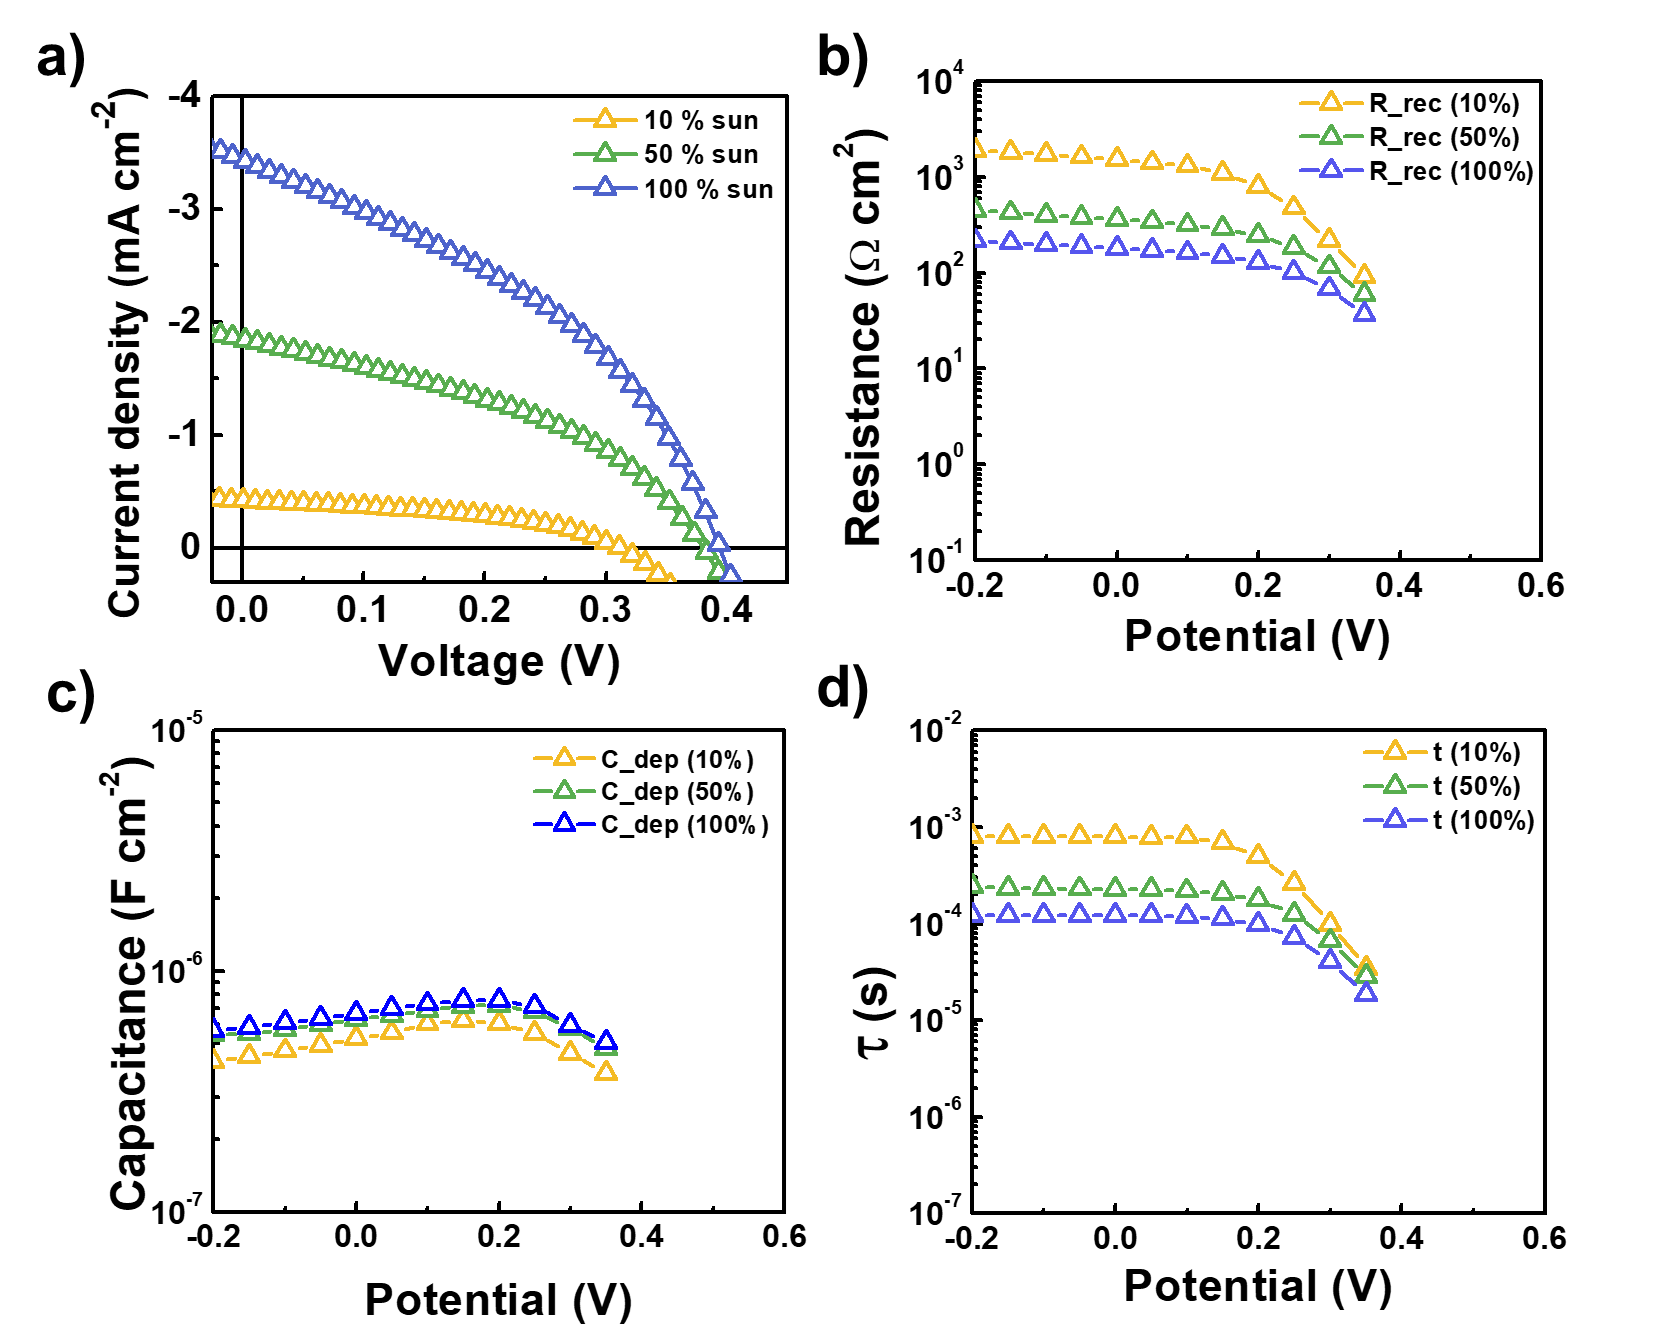 a)
-4
-3
-2
-1
0
Current density (mA cm-2)
10 % sun
50 % sun
100 % sun
0.0 0.1 0.2 0.3 0.4
Voltage (V)
b)
10^4
10^3
10^2
10^1
10^0
10^-1
Resistance (Ω cm2)
R_rec (10%)
R_rec (50%)
R_rec (100%)
-0.2 0.0 0.2 0.4 0.6
Potential (V)
c)
10^-5
10^-6
10^-7
Capacitance (F cm-2)
C_dep (10%)
C_dep (50%)
C_dep (100%)
-0.2 0.0 0.2 0.4 0.6
Potential (V)
d)
10^-2
10^-3
10^-4
10^-5
10^-6
10^-7
τ (s)
t (10%)
t (50%)
t (100%)
-0.2 0.0 0.2 0.4 0.6
Potential (V)